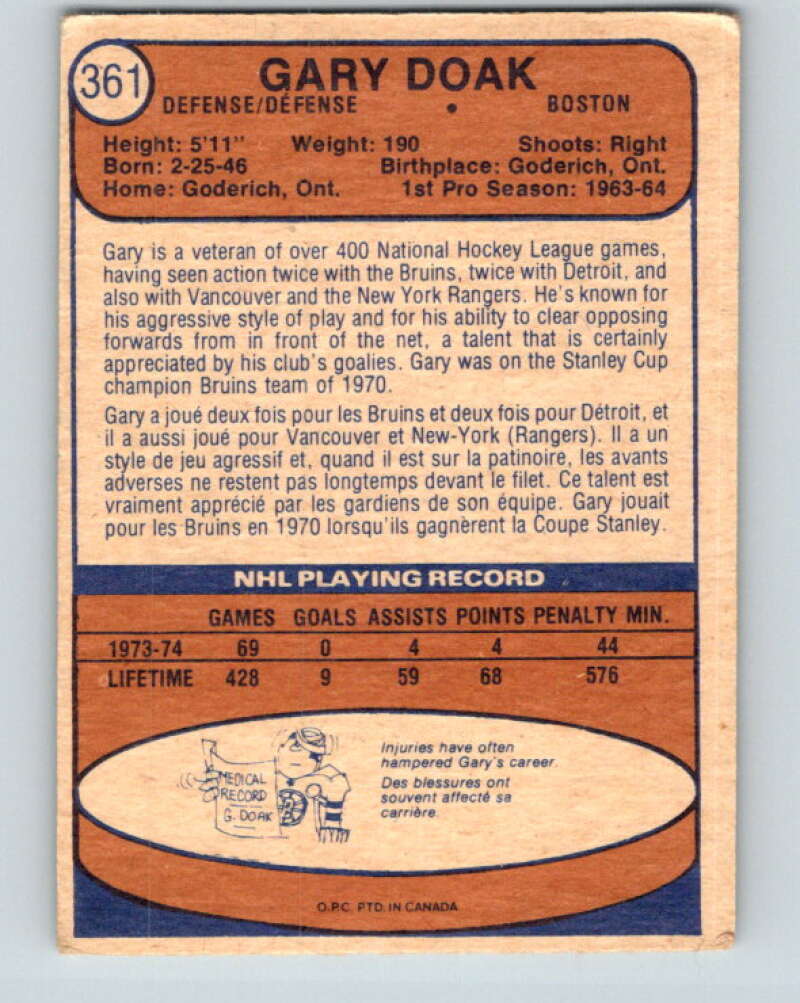 361
GARY DOAK
DEFENSE/DÉFENSE • BOSTON
Height: 5'11" Weight: 190 Shoots: Right
Born: 2-25-46 Birthplace: Goderich, Ont.
Home: Goderich, Ont. 1st Pro Season: 1963-64
Gary is a veteran of over 400 National Hockey League games,
having seen action twice with the Bruins, twice with Detroit, and
also with Vancouver and the New York Rangers. He's known for
his aggressive style of play and for his ability to clear opposing
forwards from in front of the net, a talent that is certainly
appreciated by his club's goalies. Gary was on the Stanley Cup
champion Bruins team of 1970.
Gary a joué deux fois pour les Bruins et deux fois pour Détroit, et
il a aussi joué pour Vancouver et New-York (Rangers). Il a un
style de jeu agressif et, quand il est sur la patinoire, les avants
adverses ne restent pas longtemps devant le filet. Ce talent est
vraiment apprécié par les gardiens de son équipe. Gary jouait
pour les Bruins en 1970 lorsqu'ils gagnèrent la Coupe Stanley.
NHL PLAYING RECORD
GAMES GOALS ASSISTS POINTS PENALTY MIN.
1973-74 69 0 4 4 44
LIFETIME 428 9 59 68 576
Injuries have often
hampered Gary's career.
Des blessures ont
souvent affecté sa
carrière.
MEDICAL
RECORD
G. DOAK
B
O.P.C. PTD. IN CANADA